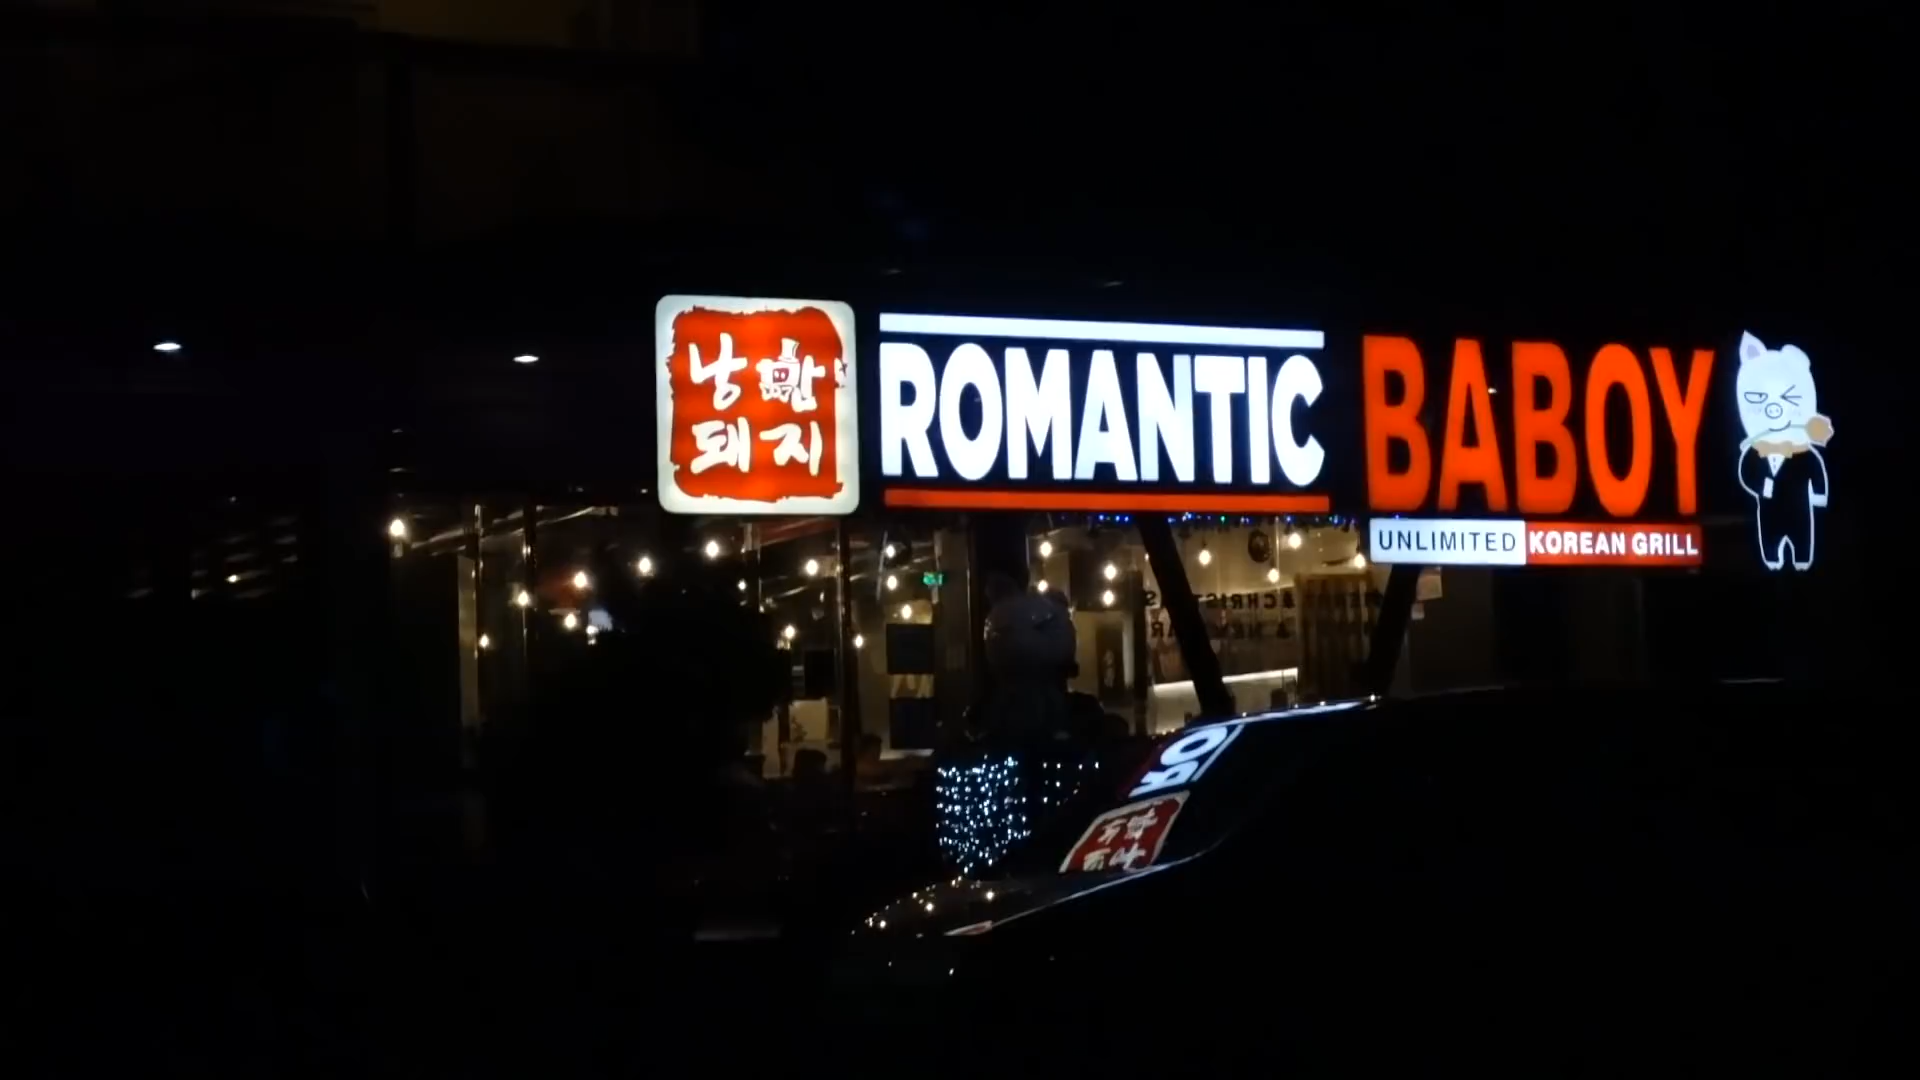 낭만
돼지
ROMANTIC
BABOY
UNLIMITED KOREAN GRILL